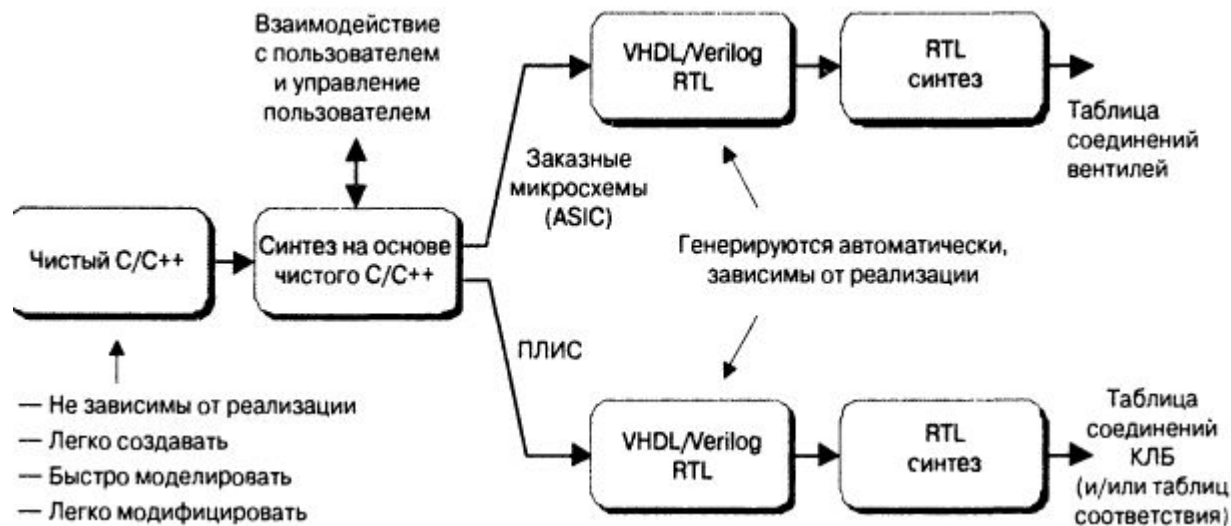 Взаимодействие
с пользователем
и управление
пользователем
VHDL/Verilog
RTL
RTL
синтез
Таблица
соединений
вентилей
Заказные
микросхемы
(ASIC)
Чистый C/C++
Синтез на основе
чистого C/C++
Генерируются автоматически,
зависимы от реализации
ПЛИС
— Не зависимы от реализации
— Легко создавать
— Быстро моделировать
— Легко модифицировать
VHDL/Verilog
RTL
RTL
синтез
Таблица
соединений
КЛБ
(и/или таблиц
соответствия)